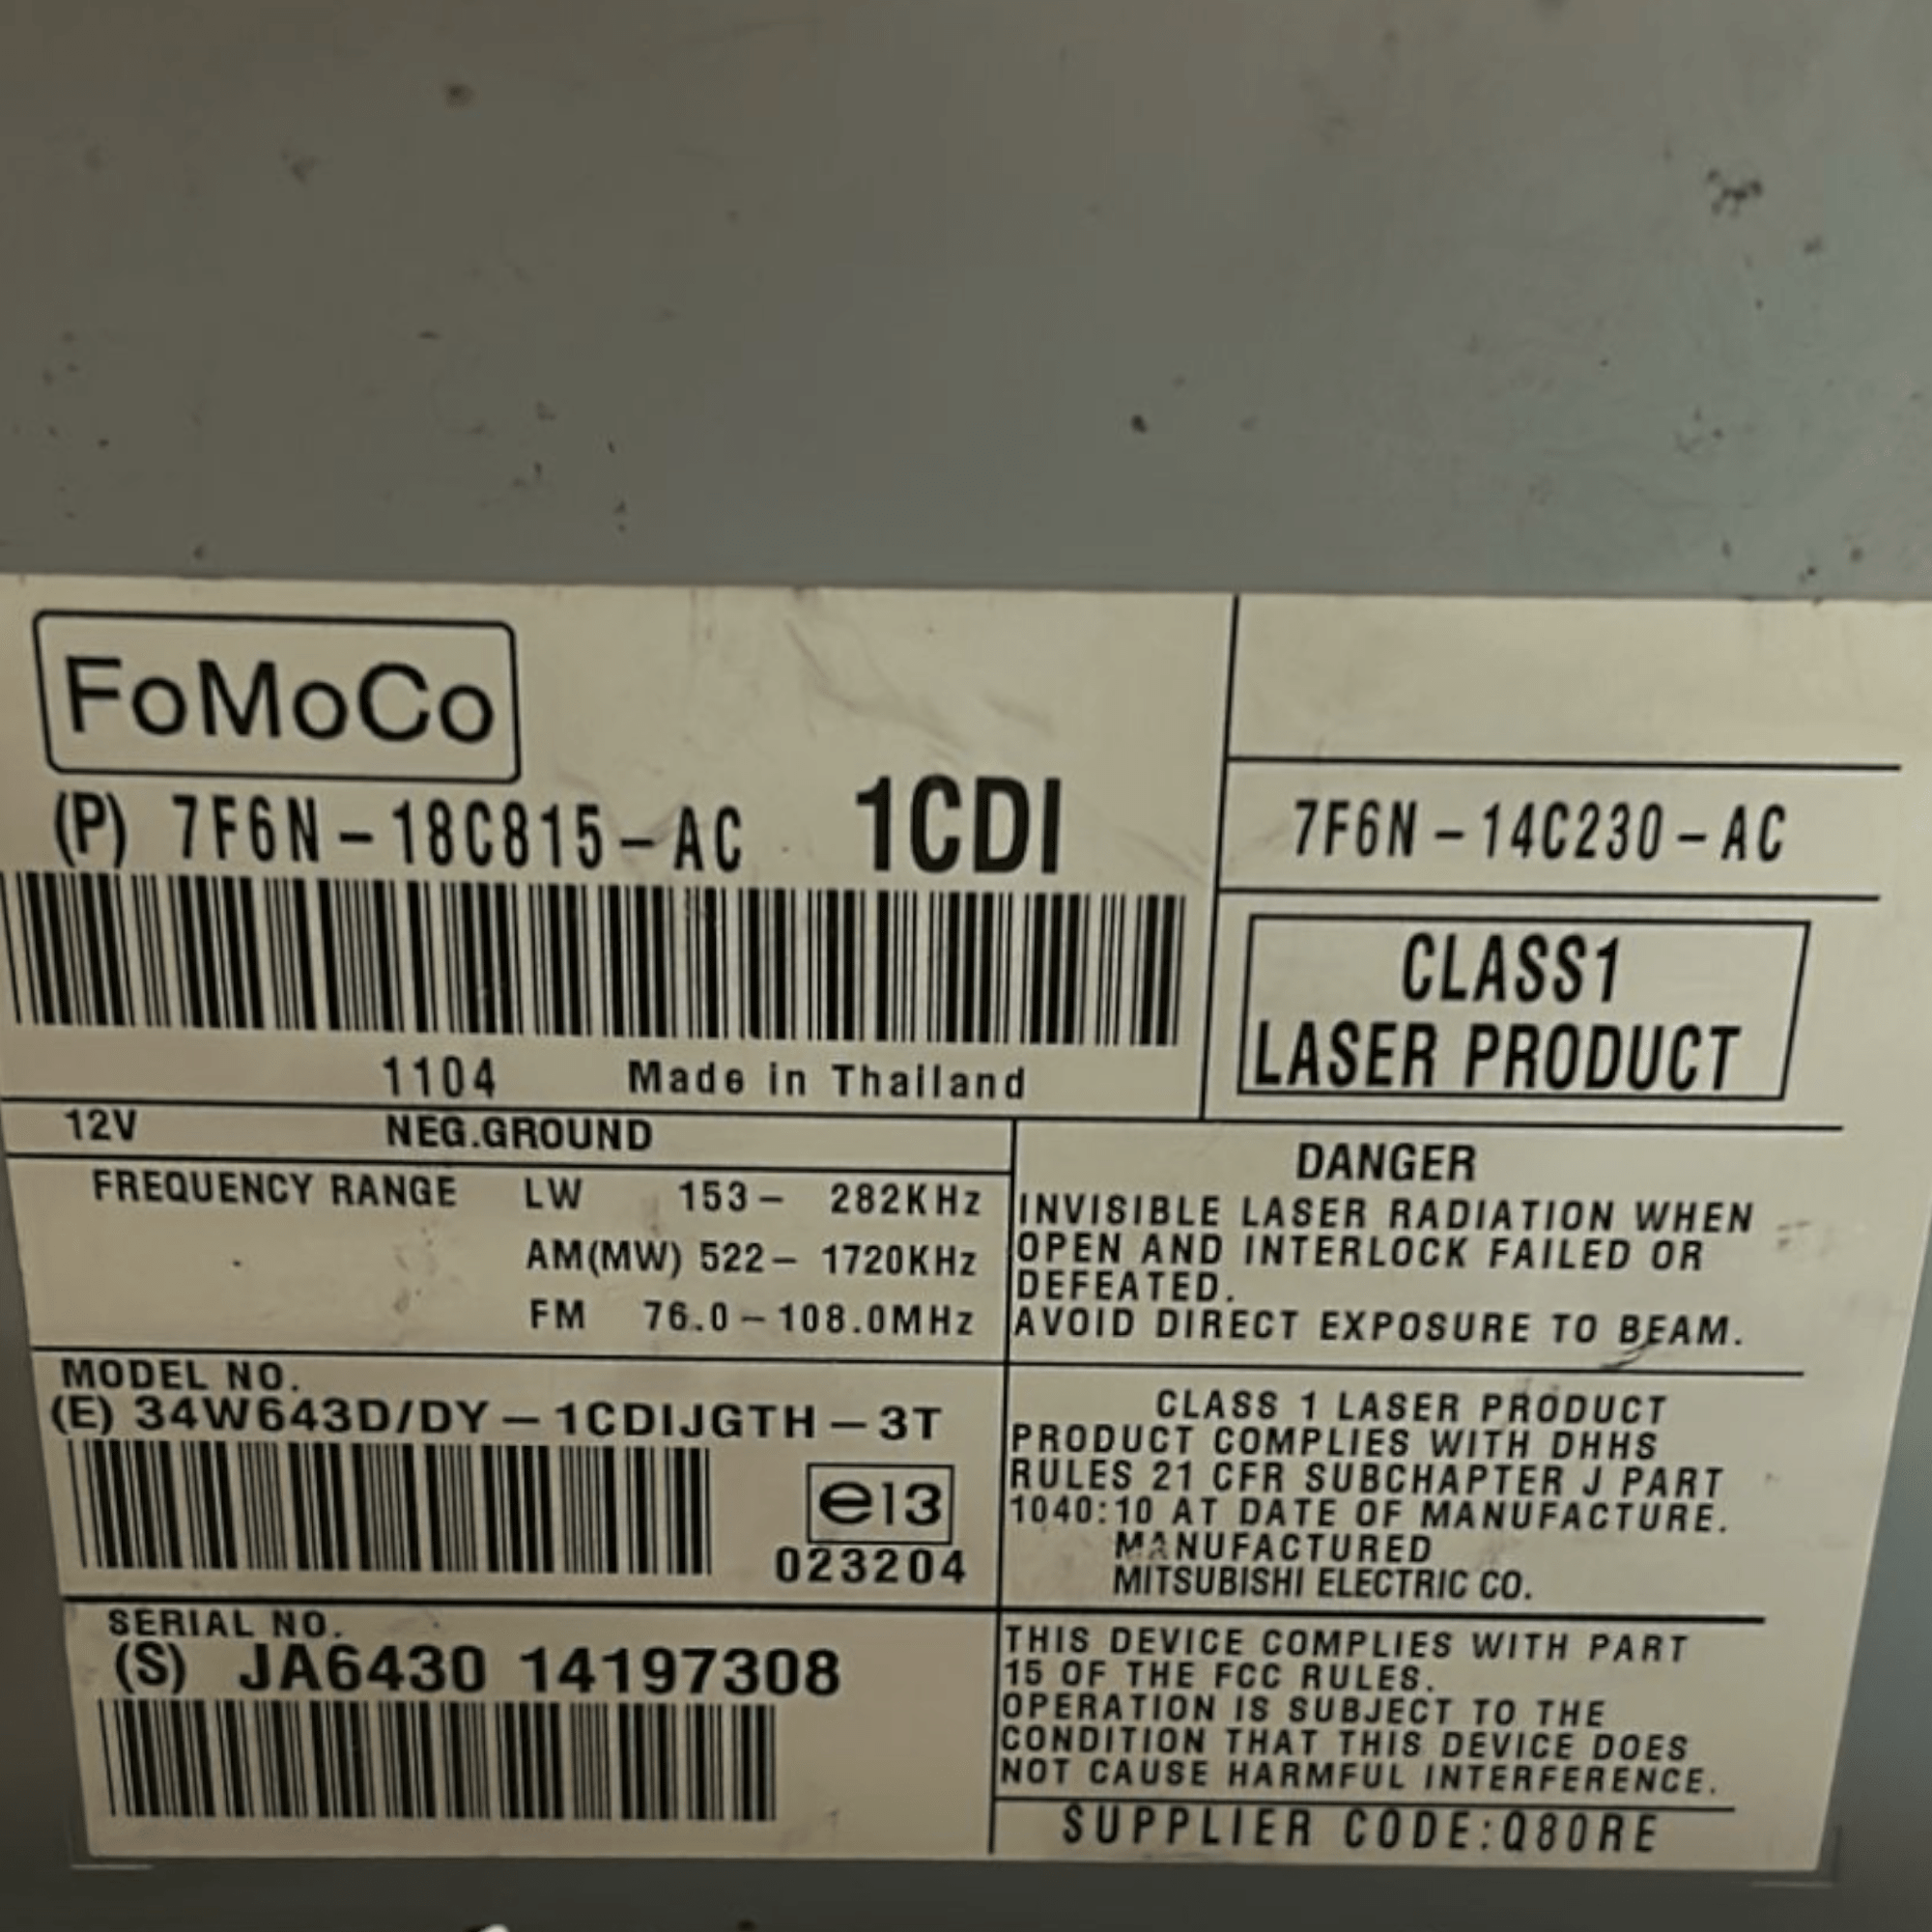 FoMoCo
(P) 7F6N-18C815-AC 1CDI
1104 Made in Thailand
7F6N-14C230-AC
CLASS1
LASER PRODUCT
12V NEG.GROUND
FREQUENCY RANGE LW 153- 282KHz
AM(MW) 522- 1720KHz
FM 76.0-108.0MHz
DANGER
INVISIBLE LASER RADIATION WHEN
OPEN AND INTERLOCK FAILED OR
DEFEATED.
AVOID DIRECT EXPOSURE TO BEAM.
MODEL NO.
(E) 34W643D/DY-1CDIJGTH-3T
e13
023204
CLASS 1 LASER PRODUCT
PRODUCT COMPLIES WITH DHHS
RULES 21 CFR SUBCHAPTER J PART
1040:10 AT DATE OF MANUFACTURE.
MANUFACTURED
MITSUBISHI ELECTRIC CO.
SERIAL NO.
(S) JA6430 14197308
THIS DEVICE COMPLIES WITH PART
15 OF THE FCC RULES.
OPERATION IS SUBJECT TO THE
CONDITION THAT THIS DEVICE DOES
NOT CAUSE HARMFUL INTERFERENCE.
SUPPLIER CODE:Q80RE